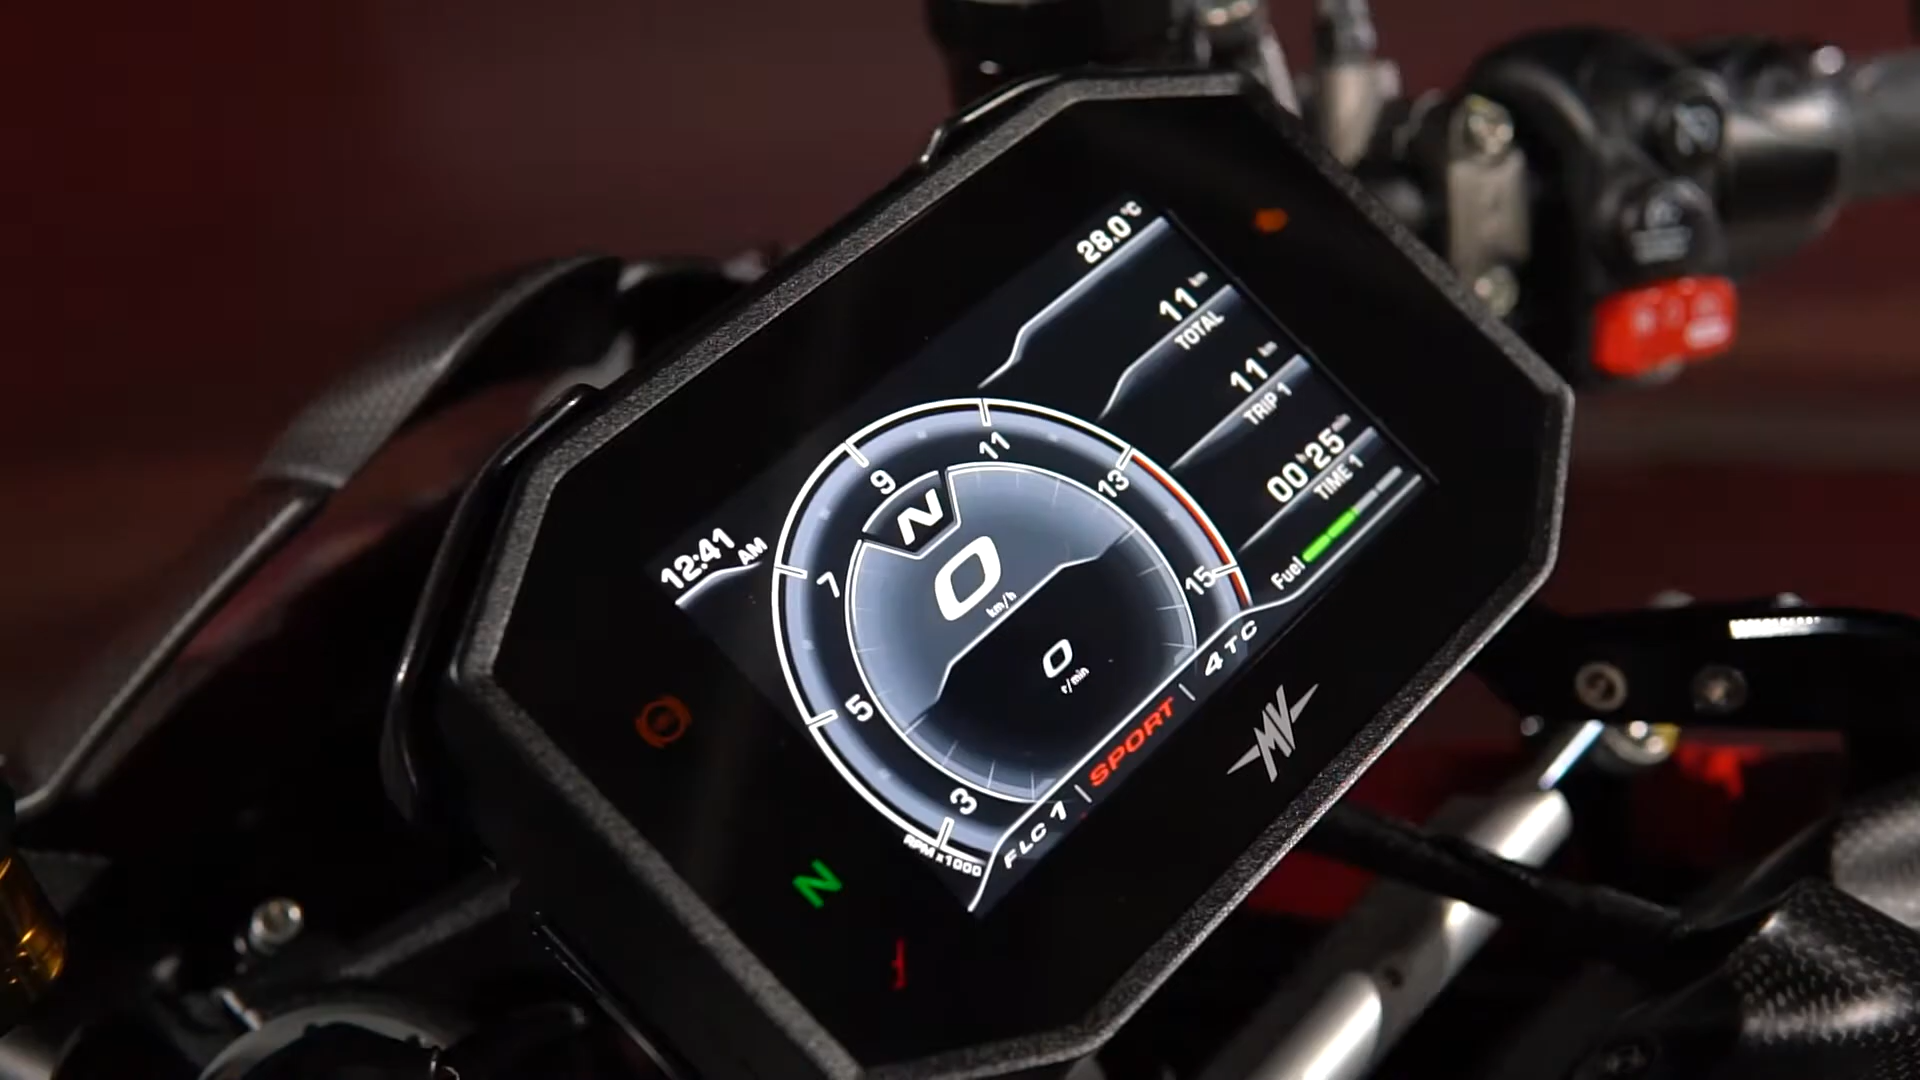 28.0 °C
11 km
TOTAL
11 km
TRIP 1
00h25min
TIME 1
Fuel
12:41 AM
3
5
7
9
11
13
15
RPM x1000
N
0
km/h
0
r/min
FLC 1 | SPORT | 4 TC
MV
N